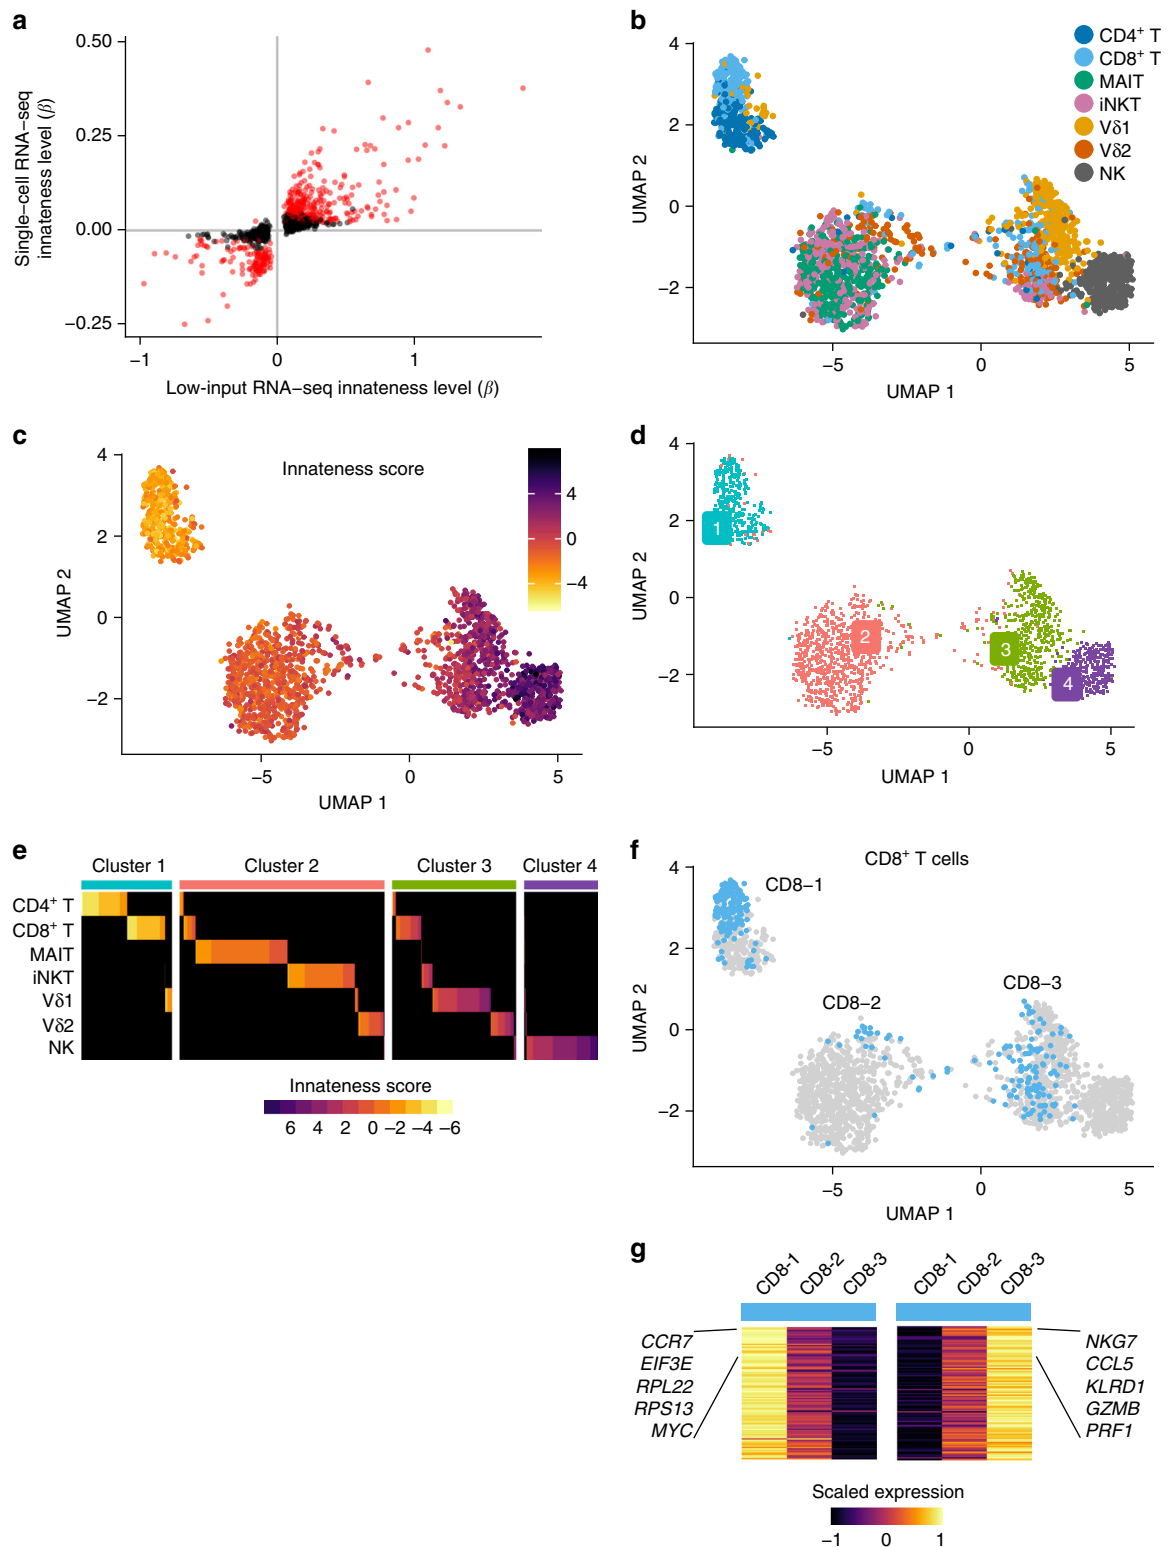 a
Single–cell RNA–seq
innateness level (β)
0.50
0.25
0.00
−0.25
−1
0
1
Low-input RNA–seq innateness level (β)
b
UMAP 2
4
2
0
−2
−5
0
5
UMAP 1
CD4+ T
CD8+ T
MAIT
iNKT
Vδ1
Vδ2
NK
c
UMAP 2
4
2
0
−2
−5
0
5
UMAP 1
Innateness score
4
0
−4
d
UMAP 2
4
2
0
−2
−5
0
5
UMAP 1
1
2
3
4
e
Cluster 1
Cluster 2
Cluster 3
Cluster 4
CD4+ T
CD8+ T
MAIT
iNKT
Vδ1
Vδ2
NK
Innateness score
6 4 2 0 −2 −4 −6
f
CD8+ T cells
UMAP 2
4
2
0
−2
−5
0
5
UMAP 1
CD8−1
CD8−2
CD8−3
g
CD8-1
CD8-2
CD8-3
CD8-1
CD8-2
CD8-3
CCR7
EIF3E
RPL22
RPS13
MYC
NKG7
CCL5
KLRD1
GZMB
PRF1
Scaled expression
−1 0 1